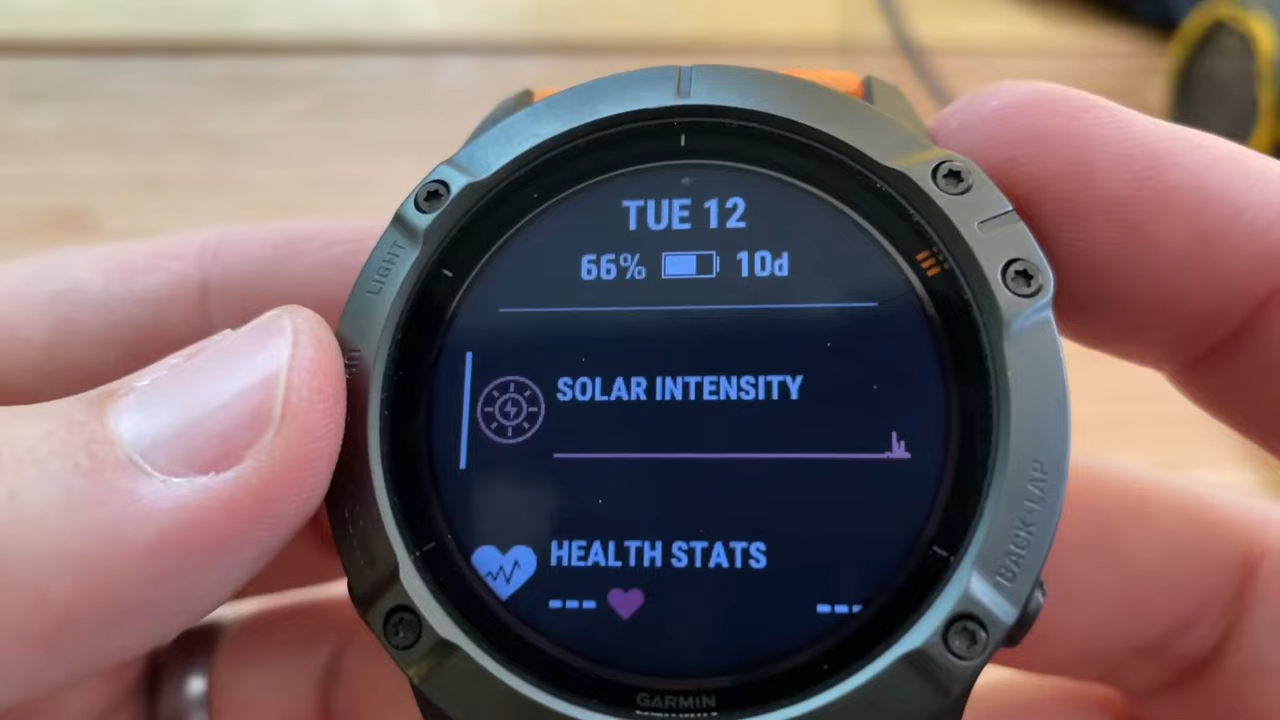 TUE 12
66% 10d
LIGHT
SOLAR INTENSITY
HEALTH STATS
--- ---
BACK·LAP
GARMIN